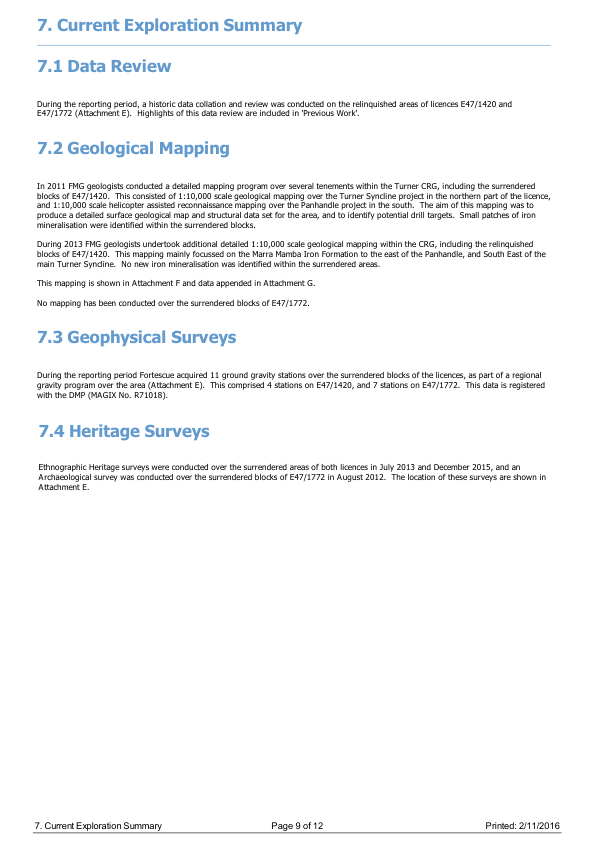 7. Current Exploration Summary
7.1 Data Review
During the reporting period, a historic data collation and review was conducted on the relinquished areas of licences E47/1420 and
E47/1772 (Attachment E).  Highlights of this data review are included in 'Previous Work'.
7.2 Geological Mapping
In 2011 FMG geologists conducted a detailed mapping program over several tenements within the Turner CRG, including the surrendered
blocks of E47/1420.  This consisted of 1:10,000 scale geological mapping over the Turner Syncline project in the northern part of the licence,
and 1:10,000 scale helicopter assisted reconnaissance mapping over the Panhandle project in the south.  The aim of this mapping was to
produce a detailed surface geological map and structural data set for the area, and to identify potential drill targets.  Small patches of iron
mineralisation were identified within the surrendered blocks.
During 2013 FMG geologists undertook additional detailed 1:10,000 scale geological mapping within the CRG, including the relinquished
blocks of E47/1420.  This mapping mainly focussed on the Marra Mamba Iron Formation to the east of the Panhandle, and South East of the
main Turner Syncline.  No new iron mineralisation was identified within the surrendered areas.
This mapping is shown in Attachment F and data appended in Attachment G.
No mapping has been conducted over the surrendered blocks of E47/1772.
7.3 Geophysical Surveys
During the reporting period Fortescue acquired 11 ground gravity stations over the surrendered blocks of the licences, as part of a regional
gravity program over the area (Attachment E).  This comprised 4 stations on E47/1420, and 7 stations on E47/1772.  This data is registered
with the DMP (MAGIX No. R71018).
7.4 Heritage Surveys
Ethnographic Heritage surveys were conducted over the surrendered areas of both licences in July 2013 and December 2015, and an
Archaeological survey was conducted over the surrendered blocks of E47/1772 in August 2012.  The location of these surveys are shown in
Attachment E.
7. Current Exploration Summary Page 9 of 12 Printed: 2/11/2016